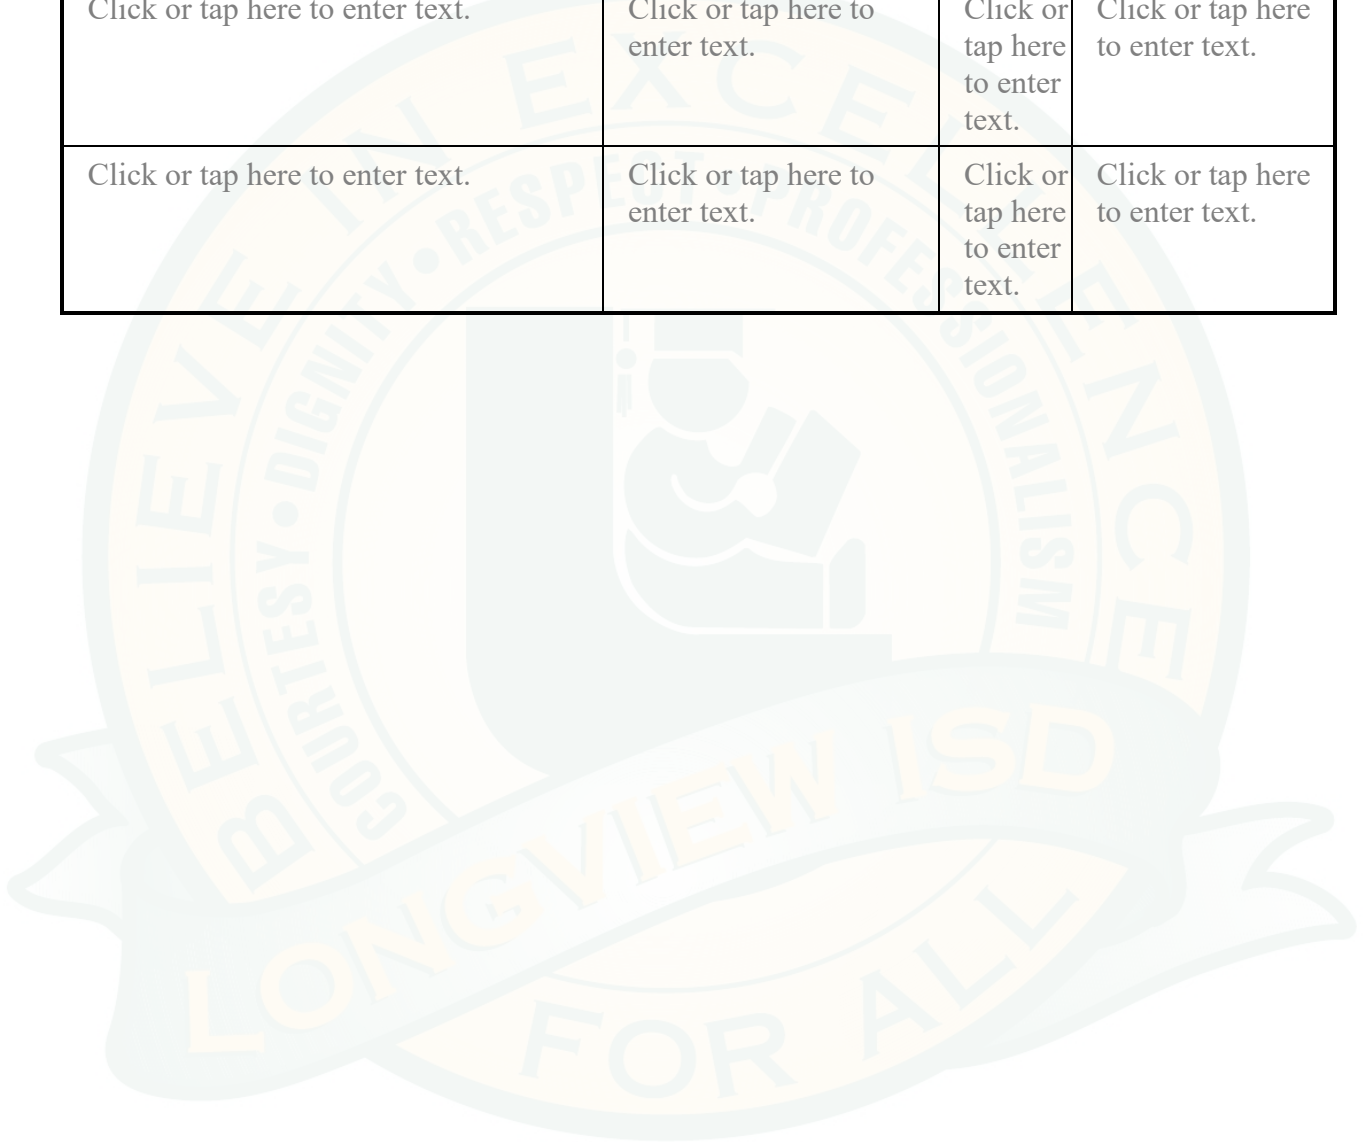 Click or tap here to enter text.
Click or tap here to
enter text.
Click or
tap here
to enter
text.
Click or tap here
to enter text.
Click or tap here to enter text.
Click or tap here to
enter text.
Click or
tap here
to enter
text.
Click or tap here
to enter text.
BELIEVE IN EXCELLENCE
COURTESY • DIGNITY • RESPECT • PROFESSIONALISM
LONGVIEW ISD
FOR ALL